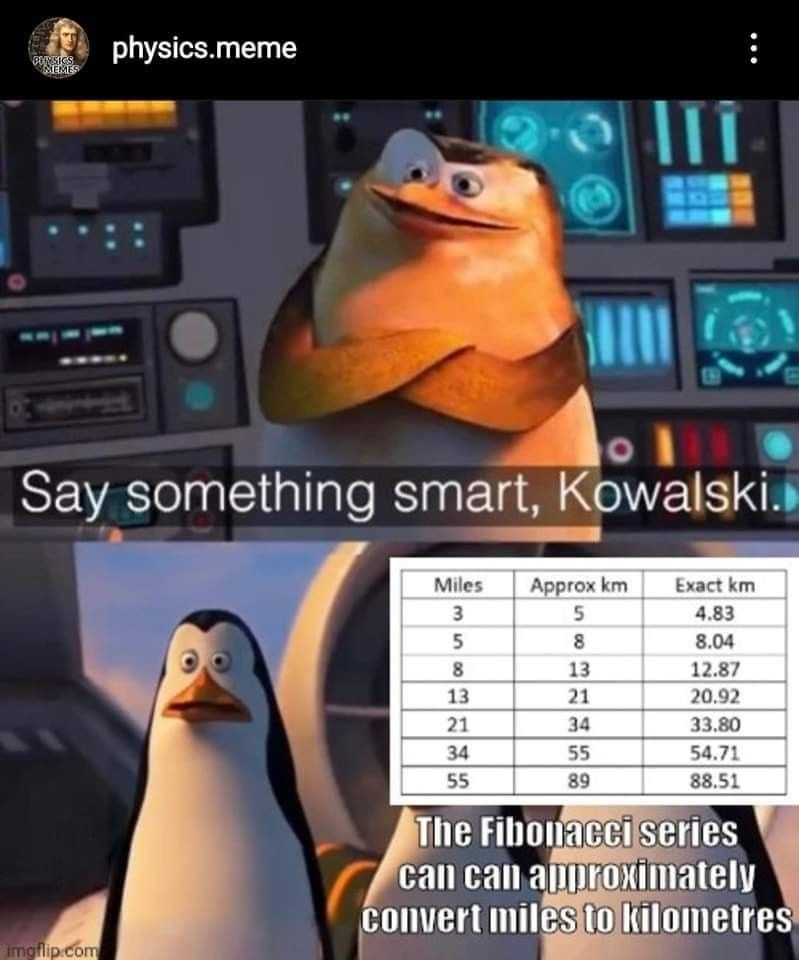 PHYSICS
MEMES
physics.meme
Say something smart, Kowalski.
Miles Approx km Exact km
3 5 4.83
5 8 8.04
8 13 12.87
13 21 20.92
21 34 33.80
34 55 54.71
55 89 88.51
The Fibonacci series
can can approximately
convert miles to kilometres
imgflip.com